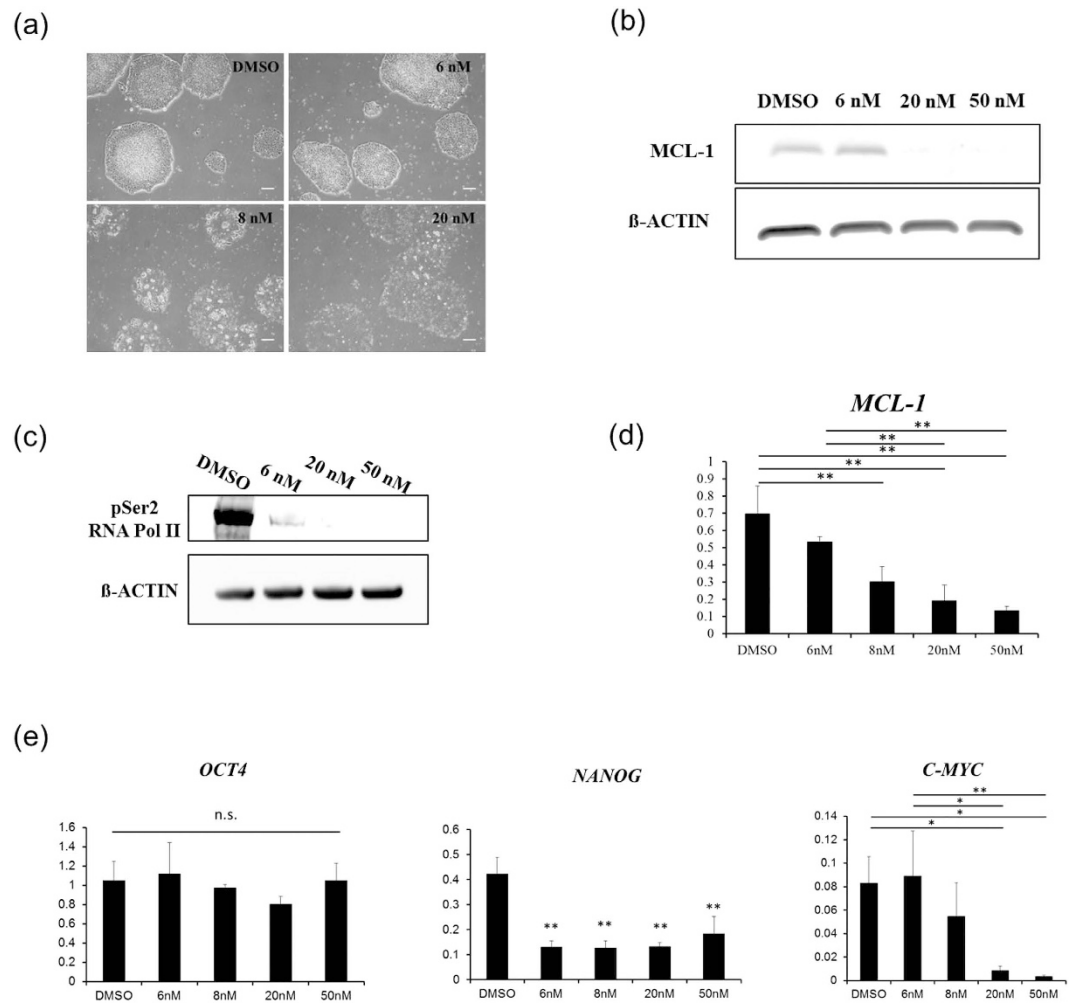 (a)
DMSO
6 nM
8 nM
20 nM
(b)
DMSO 6 nM 20 nM 50 nM
MCL-1
ß-ACTIN
(c)
DMSO 6 nM 20 nM 50 nM
pSer2
RNA Pol II
ß-ACTIN
(d)
MCL-1
**
**
**
**
**
1
0.9
0.8
0.7
0.6
0.5
0.4
0.3
0.2
0.1
0
DMSO 6nM 8nM 20nM 50nM
(e)
OCT4
n.s.
1.6
1.4
1.2
1
0.8
0.6
0.4
0.2
0
DMSO 6nM 8nM 20nM 50nM
NANOG
0.6
0.5
0.4
0.3
0.2
0.1
0
** ** ** **
DMSO 6nM 8nM 20nM 50nM
C-MYC
**
*
*
*
0.14
0.12
0.1
0.08
0.06
0.04
0.02
0
DMSO 6nM 8nM 20nM 50nM